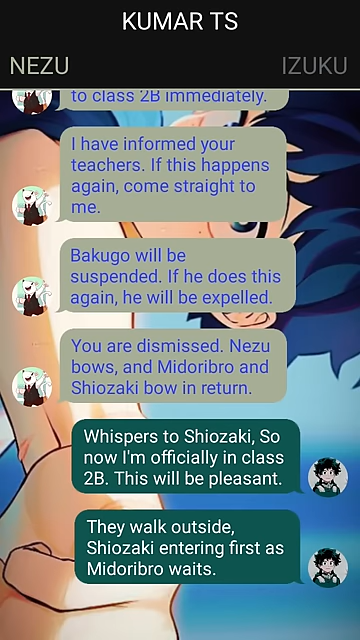 KUMAR TS
NEZU
IZUKU
to class 2B immediately.
I have informed your
teachers. If this happens
again, come straight to
me.
Bakugo will be
suspended. If he does this
again, he will be expelled.
You are dismissed. Nezu
bows, and Midoribro and
Shiozaki bow in return.
Whispers to Shiozaki, So
now I'm officially in class
2B. This will be pleasant.
They walk outside,
Shiozaki entering first as
Midoribro waits.